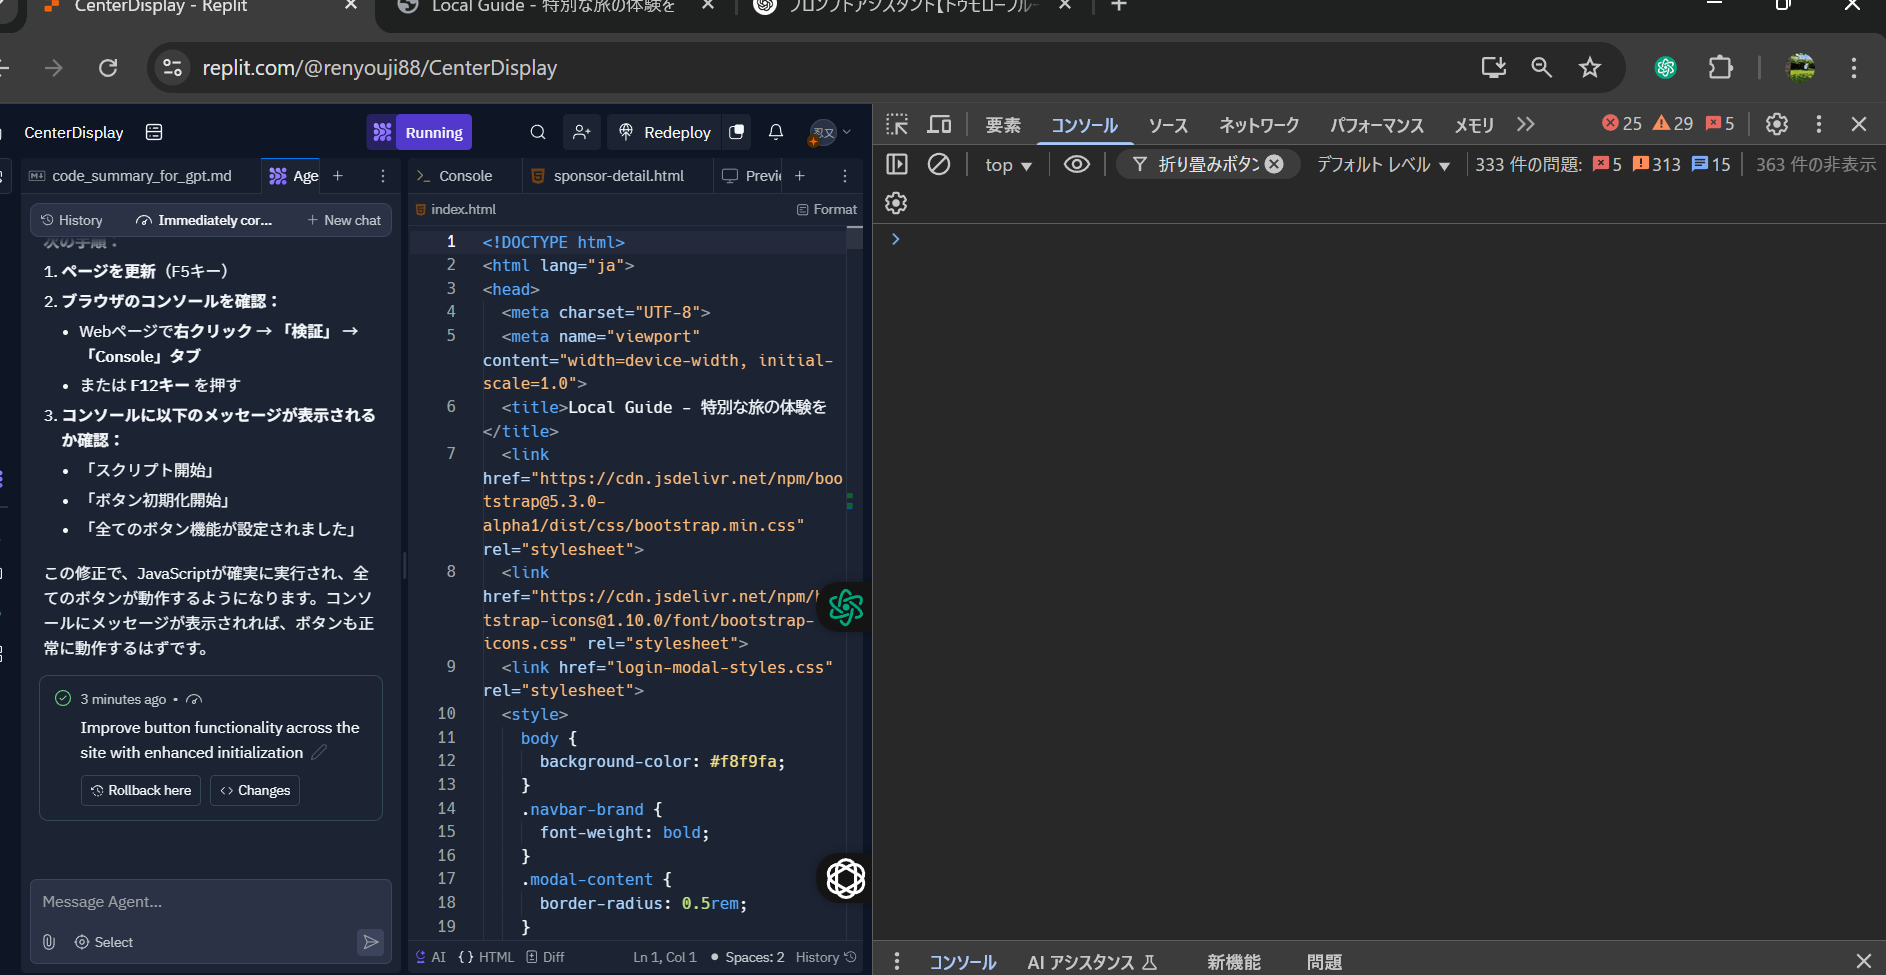 CenterDisplay - Replit
Local Guide - 特別な旅の体験を
プロンプトアシスタント【トゥモローブルー
replit.com/@renyouji88/CenterDisplay
CenterDisplay
Running
Redeploy
忍又
code_summary_for_gpt.md
Age
Console
sponsor-detail.html
Previ
History
Immediately cor...
New chat
次の手順：
1. ページを更新（F5キー）
2. ブラウザのコンソールを確認：
• Webページで右クリック → 「検証」 →
「Console」タブ
• または F12キー を押す
3. コンソールに以下のメッセージが表示される
か確認：
• 「スクリプト開始」
• 「ボタン初期化開始」
• 「全てのボタン機能が設定されました」
この修正で、JavaScriptが確実に実行され、全
てのボタンが動作するようになります。コンソ
ールにメッセージが表示されれば、ボタンも正
常に動作するはずです。
3 minutes ago •
Improve button functionality across the
site with enhanced initialization
Rollback here
Changes
Message Agent...
Select
index.html
Format
1 <!DOCTYPE html>
2 <html lang="ja">
3 <head>
4 <meta charset="UTF-8">
5 <meta name="viewport"
content="width=device-width, initial-
scale=1.0">
6 <title>Local Guide - 特別な旅の体験を
</title>
7 <link
href="https://cdn.jsdelivr.net/npm/boo
tstrap@5.3.0-
alpha1/dist/css/bootstrap.min.css"
rel="stylesheet">
8 <link
href="https://cdn.jsdelivr.net/npm/
tstrap-icons@1.10.0/font/bootstrap-
icons.css" rel="stylesheet">
9 <link href="login-modal-styles.css"
rel="stylesheet">
10 <style>
11 body {
12 background-color: #f8f9fa;
13 }
14 .navbar-brand {
15 font-weight: bold;
16 }
17 .modal-content {
18 border-radius: 0.5rem;
19 }
AI
{} HTML
Diff
Ln 1, Col 1
• Spaces: 2
History
要素
コンソール
ソース
ネットワーク
パフォーマンス
メモリ
25
29
5
top
折り畳みボタン
デフォルト レベル
333 件の問題:
5
313
15
363 件の非表示
コンソール
AI アシスタンス
新機能
問題